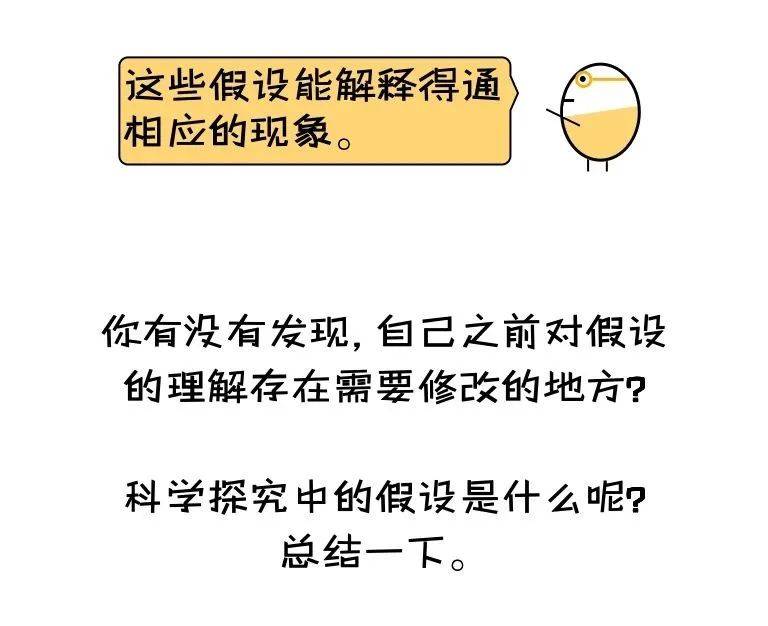 这些假设能解释得通
相应的现象。
你有没有发现,自己之前对假设
的理解存在需要修改的地方?
科学探究中的假设是什么呢?
总结一下。